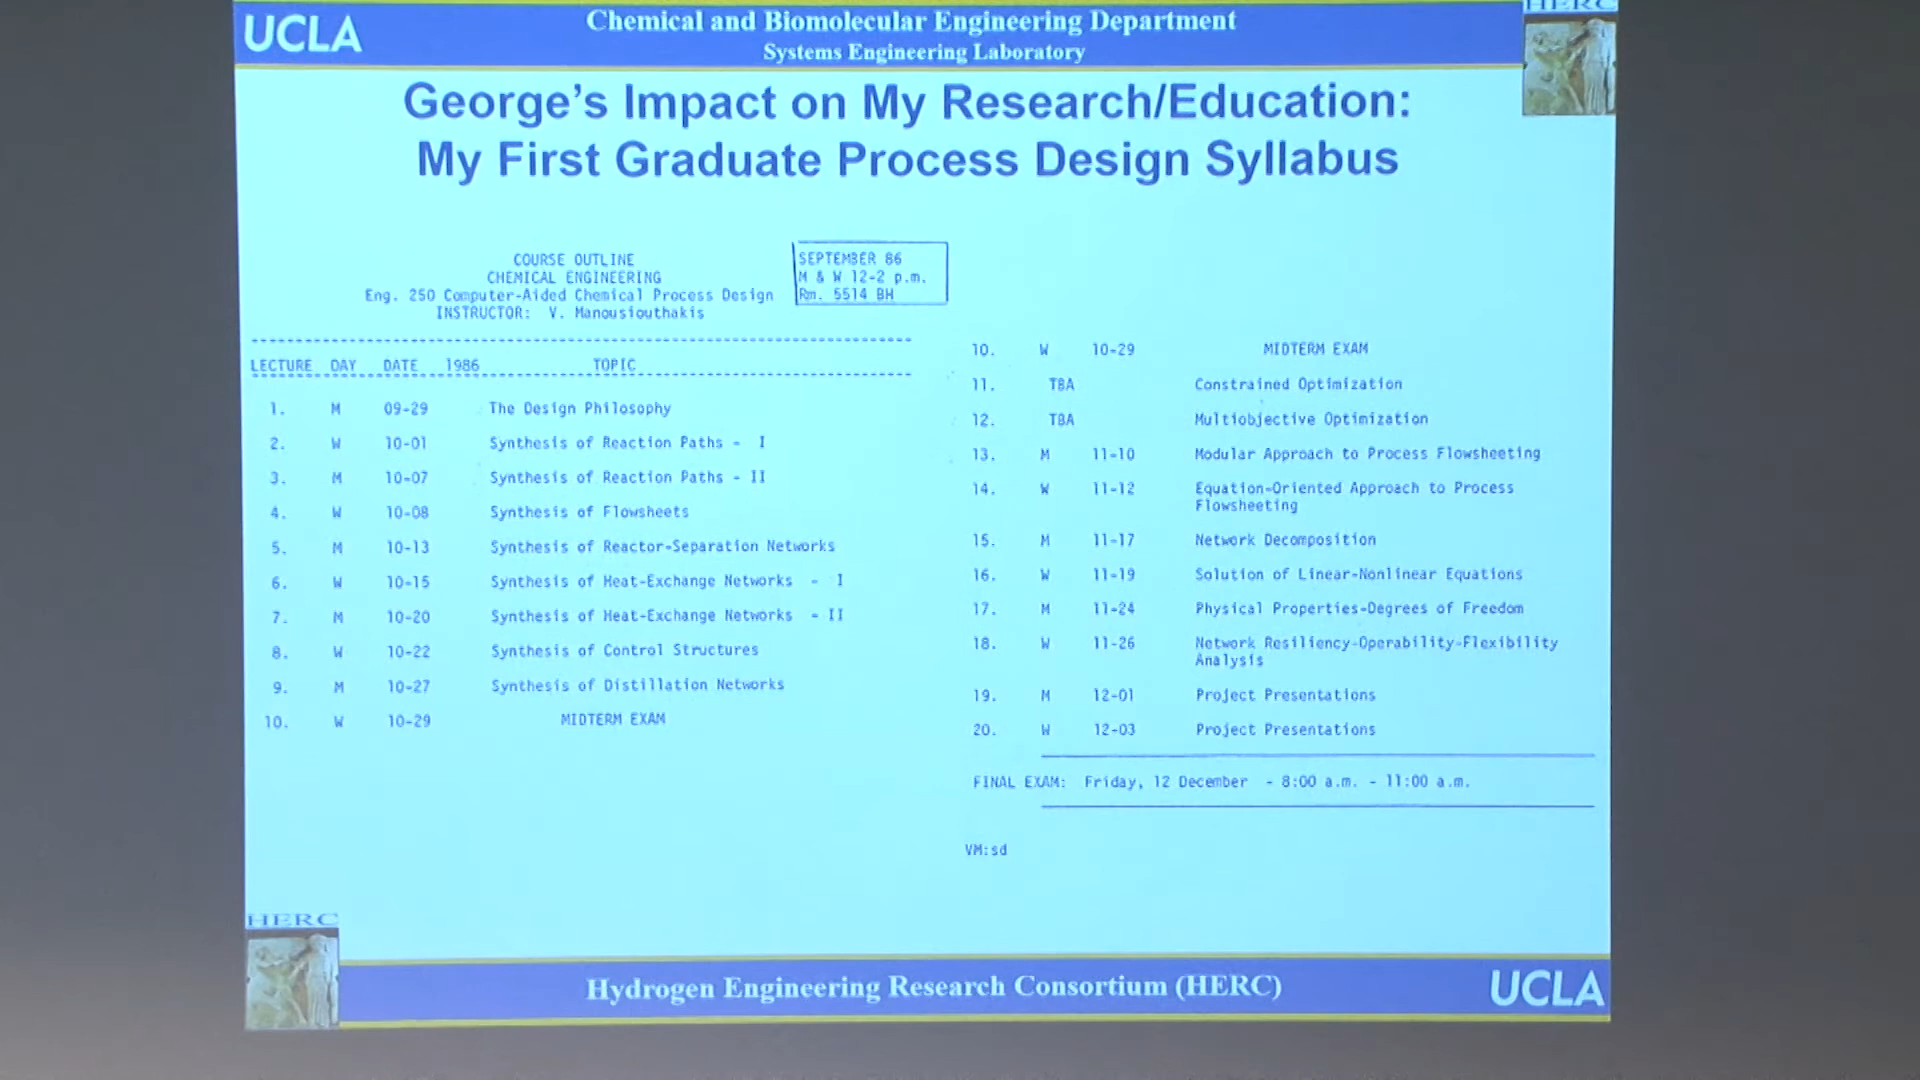 HERC
UCLA
Chemical and Biomolecular Engineering Department
Systems Engineering Laboratory
George's Impact on My Research/Education:
My First Graduate Process Design Syllabus
COURSE OUTLINE
CHEMICAL ENGINEERING
Eng. 250 Computer-Aided Chemical Process Design
INSTRUCTOR: V. Manousiouthakis
SEPTEMBER 86
M & W 12-2 p.m.
Rm. 5514 BH
LECTURE DAY DATE 1986 TOPIC
1. M 09-29 The Design Philosophy
2. W 10-01 Synthesis of Reaction Paths - I
3. M 10-07 Synthesis of Reaction Paths - II
4. W 10-08 Synthesis of Flowsheets
5. M 10-13 Synthesis of Reactor-Separation Networks
6. W 10-15 Synthesis of Heat-Exchange Networks - I
7. M 10-20 Synthesis of Heat-Exchange Networks - II
8. W 10-22 Synthesis of Control Structures
9. M 10-27 Synthesis of Distillation Networks
10. W 10-29 MIDTERM EXAM
10. W 10-29 MIDTERM EXAM
11. TBA Constrained Optimization
12. TBA Multiobjective Optimization
13. M 11-10 Modular Approach to Process Flowsheeting
14. W 11-12 Equation-Oriented Approach to Process
Flowsheeting
15. M 11-17 Network Decomposition
16. W 11-19 Solution of Linear-Nonlinear Equations
17. M 11-24 Physical Properties-Degrees of Freedom
18. W 11-26 Network Resiliency-Operability-Flexibility
Analysis
19. M 12-01 Project Presentations
20. W 12-03 Project Presentations
FINAL EXAM: Friday, 12 December - 8:00 a.m. - 11:00 a.m.
VM:sd
HERC
Hydrogen Engineering Research Consortium (HERC)
UCLA